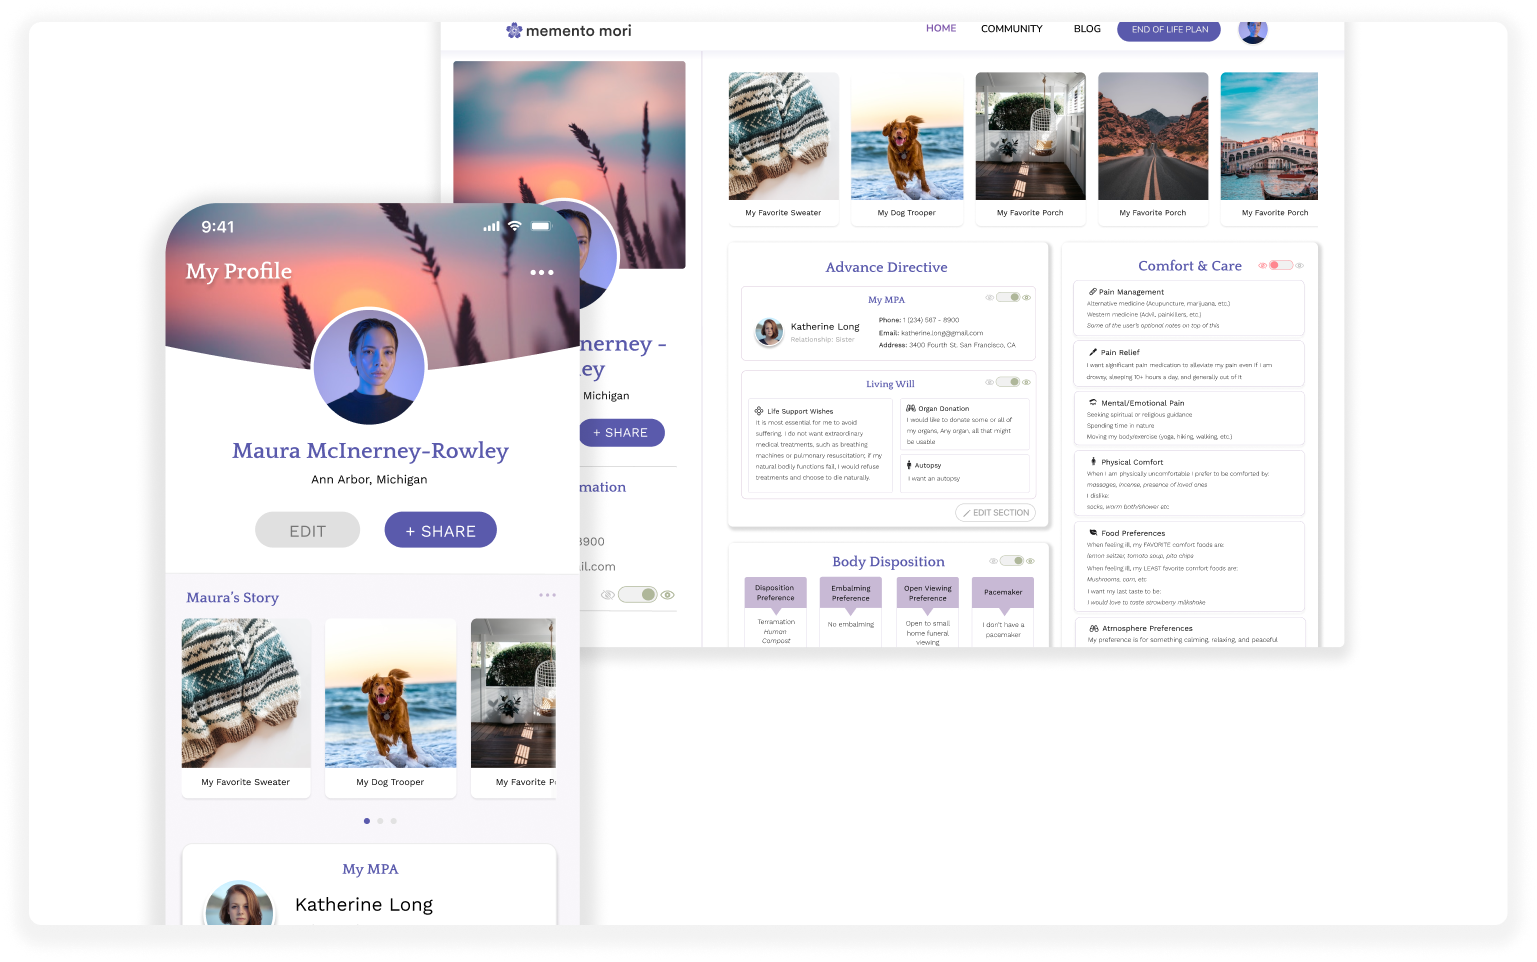 memento mori
HOME COMMUNITY BLOG END OF LIFE PLAN
My Favorite Sweater
My Dog Trooper
My Favorite Porch
My Favorite Porch
My Favorite Porch
nerney -
ey
Michigan
+ SHARE
mation
8900
il.com
Advance Directive
My MPA
Katherine Long
Relationship: Sister
Phone: 1 (234) 567 - 8900
Email: katherine.long@gmail.com
Address: 3400 Fourth St. San Francisco, CA
Living Will
Life Support Wishes
It is most essential for me to avoid
suffering. I do not want extraordinary
medical treatments, such as breathing
machines or pulmonary resuscitation; if my
natural bodily functions fail, I would refuse
treatments and choose to die naturally.
Organ Donation
I would like to donate some or all of
my organs, Any organ, all that might
be usable
Autopsy
I want an autopsy
EDIT SECTION
Body Disposition
Disposition
Preference
Terramation
Human
Compost
Embalming
Preference
No embalming
Open Viewing
Preference
Open to small
home funeral
viewing
Pacemaker
I don't have a
pacemaker
Comfort & Care
Pain Management
Alternative medicine (Acupuncture, marijuana, etc.)
Western medicine (Advil, painkillers, etc.)
Some of the user's optional notes on top of this
Pain Relief
I want significant pain medication to alleviate my pain even if I am
drowsy, sleeping 10+ hours a day, and generally out of it
Mental/Emotional Pain
Seeking spiritual or religious guidance
Spending time in nature
Moving my body/exercise (yoga, hiking, walking, etc.)
Physical Comfort
When I am physically uncomfortable I prefer to be comforted by:
massages, incense, presence of loved ones
I dislike:
socks, warm bath/shower etc
Food Preferences
When feeling ill, my FAVORITE comfort foods are:
lemon seltzer, tomato soup, pita chips
When feeling ill, my LEAST favorite comfort foods are:
Mushrooms, corn, etc
I want my last taste to be:
I would love to taste strawberry milkshake
Atmosphere Preferences
My preference is for something calming, relaxing, and peaceful
9:41
My Profile
Maura McInerney-Rowley
Ann Arbor, Michigan
EDIT
+ SHARE
Maura's Story
My Favorite Sweater
My Dog Trooper
My Favorite P
My MPA
Katherine Long